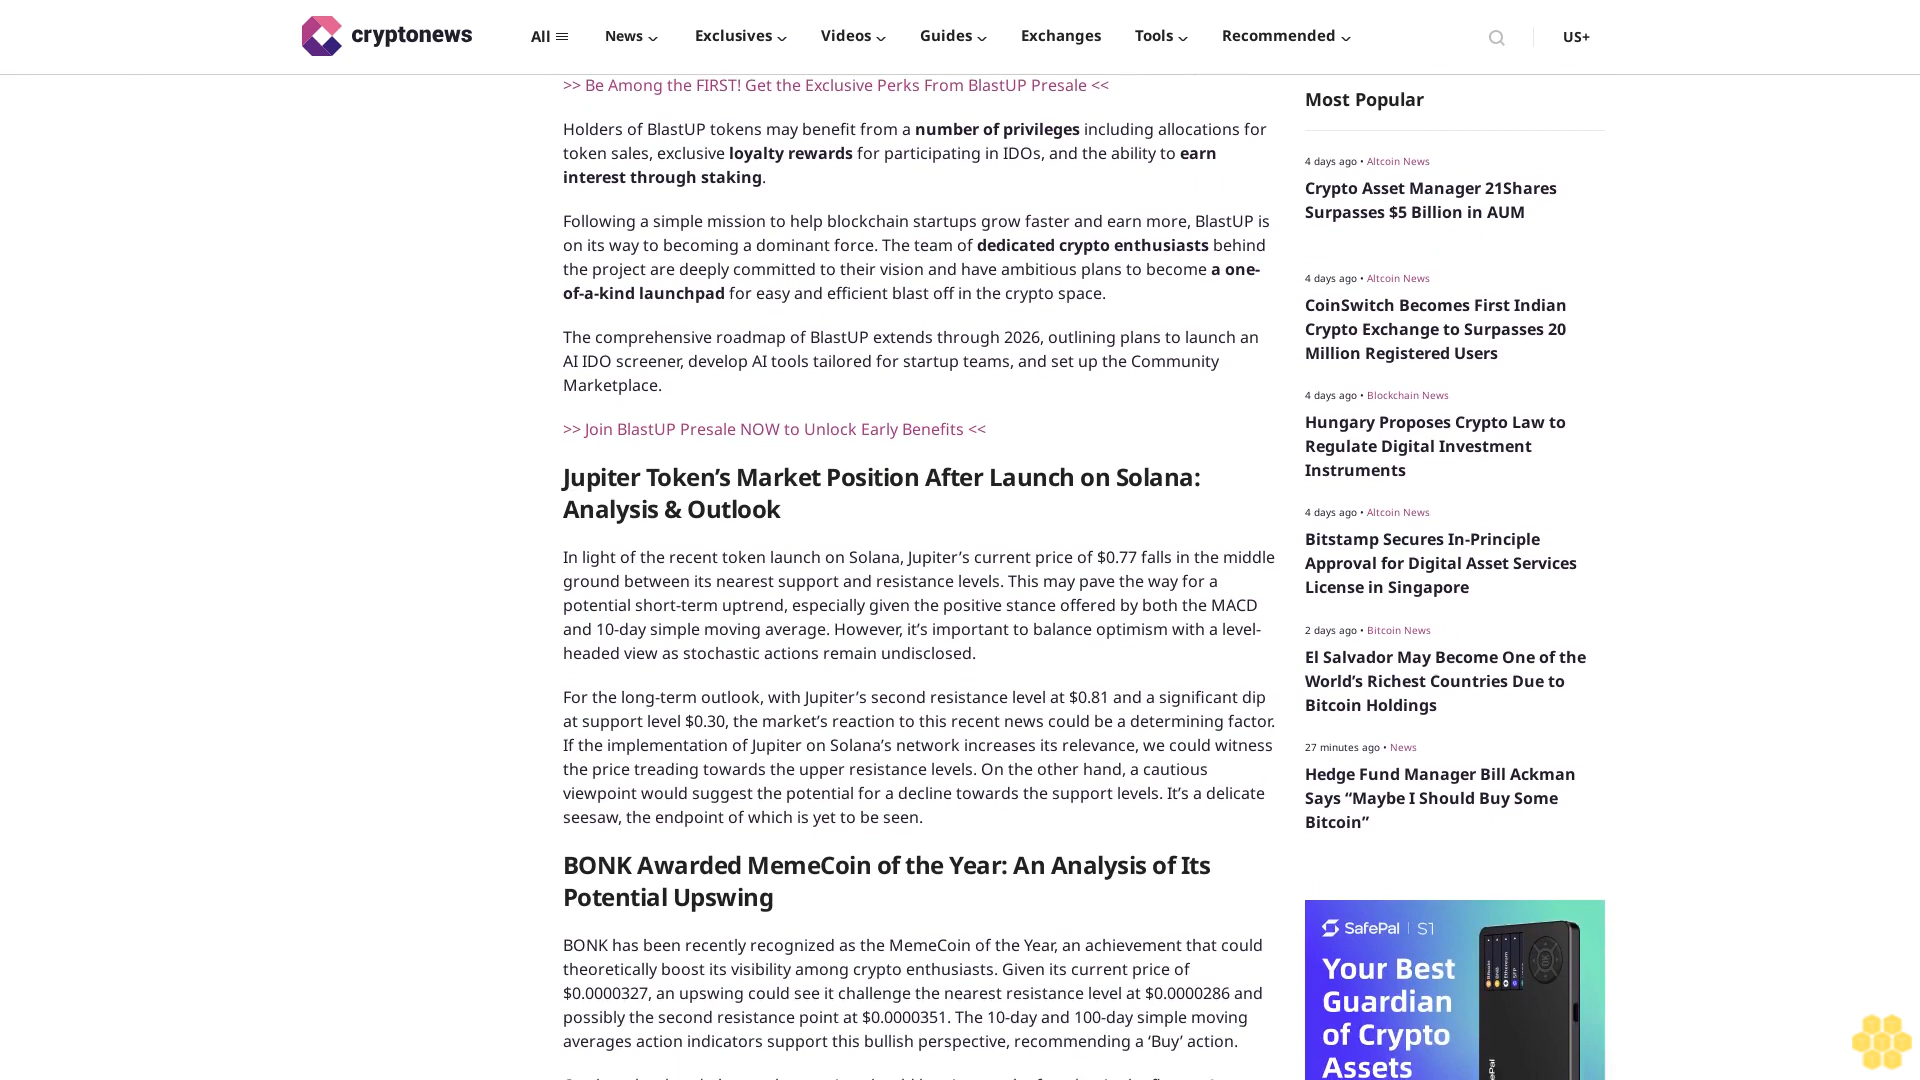 cryptonews
All
News
Exclusives
Videos
Guides
Exchanges
Tools
Recommended
US+
>> Be Among the FIRST! Get the Exclusive Perks From BlastUP Presale <<
Holders of BlastUP tokens may benefit from a number of privileges including allocations for
token sales, exclusive loyalty rewards for participating in IDOs, and the ability to earn
interest through staking.
Following a simple mission to help blockchain startups grow faster and earn more, BlastUP is
on its way to becoming a dominant force. The team of dedicated crypto enthusiasts behind
the project are deeply committed to their vision and have ambitious plans to become a one-
of-a-kind launchpad for easy and efficient blast off in the crypto space.
The comprehensive roadmap of BlastUP extends through 2026, outlining plans to launch an
AI IDO screener, develop AI tools tailored for startup teams, and set up the Community
Marketplace.
>> Join BlastUP Presale NOW to Unlock Early Benefits <<
Jupiter Token’s Market Position After Launch on Solana:
Analysis & Outlook
In light of the recent token launch on Solana, Jupiter’s current price of $0.77 falls in the middle
ground between its nearest support and resistance levels. This may pave the way for a
potential short-term uptrend, especially given the positive stance offered by both the MACD
and 10-day simple moving average. However, it’s important to balance optimism with a level-
headed view as stochastic actions remain undisclosed.
For the long-term outlook, with Jupiter’s second resistance level at $0.81 and a significant dip
at support level $0.30, the market’s reaction to this recent news could be a determining factor.
If the implementation of Jupiter on Solana’s network increases its relevance, we could witness
the price treading towards the upper resistance levels. On the other hand, a cautious
viewpoint would suggest the potential for a decline towards the support levels. It’s a delicate
seesaw, the endpoint of which is yet to be seen.
BONK Awarded MemeCoin of the Year: An Analysis of Its
Potential Upswing
BONK has been recently recognized as the MemeCoin of the Year, an achievement that could
theoretically boost its visibility among crypto enthusiasts. Given its current price of
$0.0000327, an upswing could see it challenge the nearest resistance level at $0.0000286 and
possibly the second resistance point at $0.0000351. The 10-day and 100-day simple moving
averages action indicators support this bullish perspective, recommending a ‘Buy’ action.
Most Popular
4 days ago • Altcoin News
Crypto Asset Manager 21Shares
Surpasses $5 Billion in AUM
4 days ago • Altcoin News
CoinSwitch Becomes First Indian
Crypto Exchange to Surpasses 20
Million Registered Users
4 days ago • Blockchain News
Hungary Proposes Crypto Law to
Regulate Digital Investment
Instruments
4 days ago • Altcoin News
Bitstamp Secures In-Principle
Approval for Digital Asset Services
License in Singapore
2 days ago • Bitcoin News
El Salvador May Become One of the
World’s Richest Countries Due to
Bitcoin Holdings
27 minutes ago • News
Hedge Fund Manager Bill Ackman
Says “Maybe I Should Buy Some
Bitcoin”
SafePal | S1
Your Best
Guardian
of Crypto
Assets